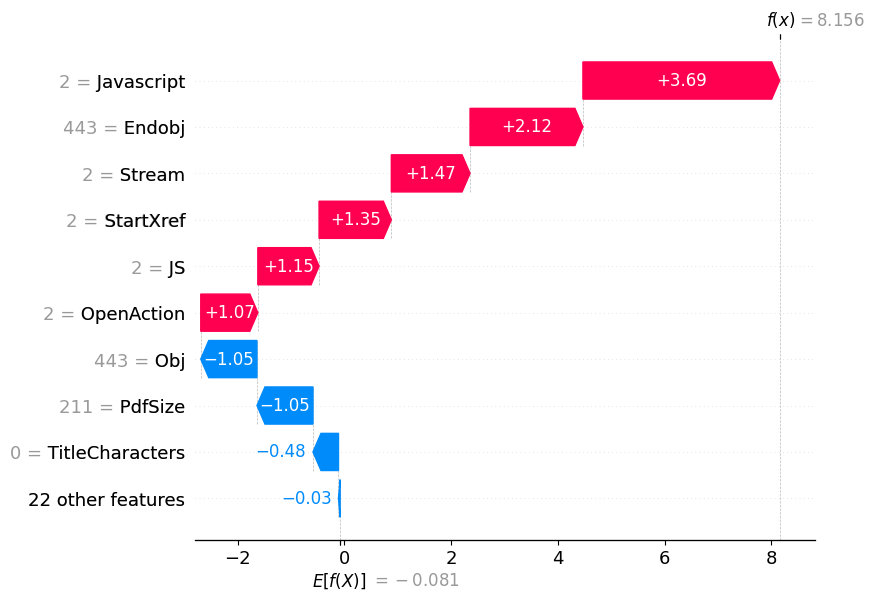 f(x) = 8.156
2 = Javascript
+3.69
443 = Endobj
+2.12
2 = Stream
+1.47
2 = StartXref
+1.35
2 = JS
+1.15
2 = OpenAction
+1.07
443 = Obj
−1.05
211 = PdfSize
−1.05
0 = TitleCharacters
−0.48
22 other features
−0.03
−2 0 2 4 6 8
E[f(X)] = −0.081